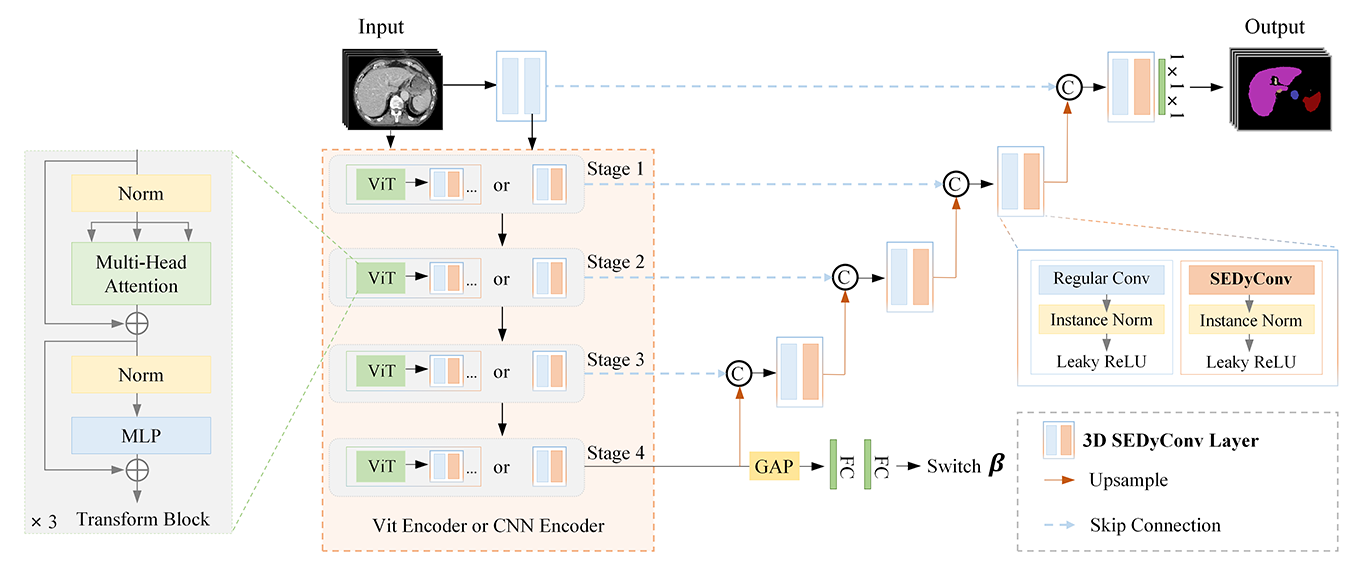 Input
Output
C
1×1×1
Norm
Multi-Head
Attention
Norm
MLP
× 3
Transform Block
ViT
...
or
Stage 1
C
ViT
...
or
Stage 2
C
ViT
...
or
Stage 3
C
ViT
...
or
Stage 4
Vit Encoder or CNN Encoder
GAP
FC
FC
Switch β
Regular Conv
Instance Norm
Leaky ReLU
SEDyConv
Instance Norm
Leaky ReLU
3D SEDyConv Layer
Upsample
Skip Connection